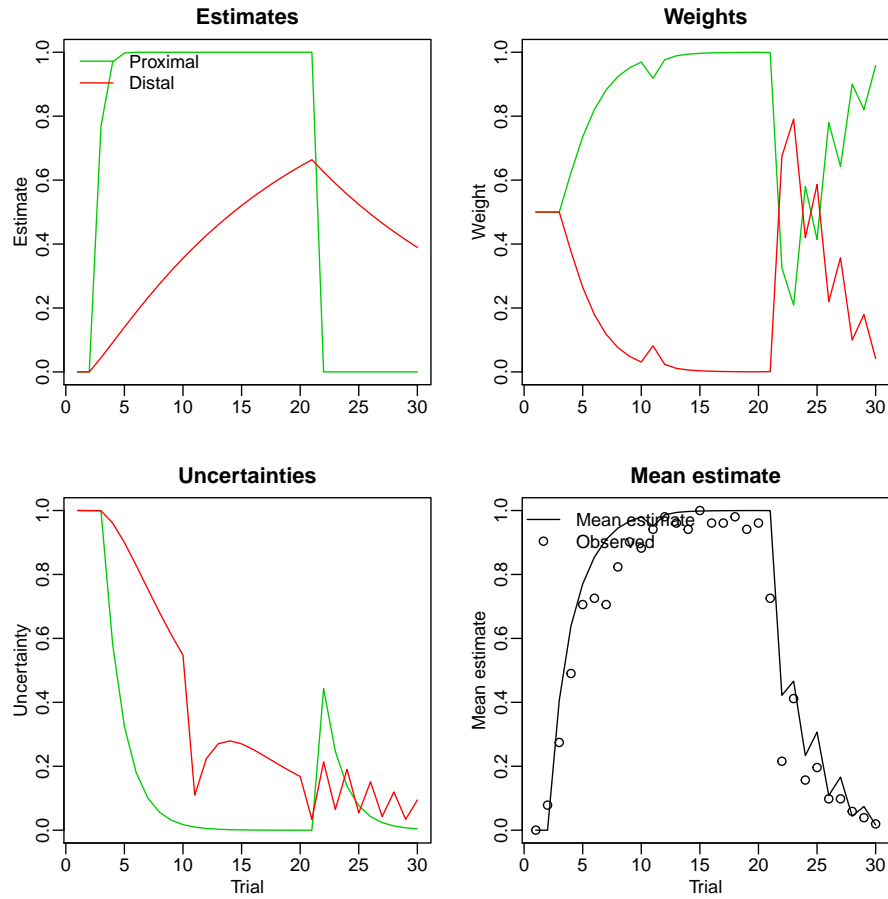 Estimates
Estimate
0.0 0.2 0.4 0.6 0.8 1.0
Proximal
Distal
0 5 10 15 20 25 30
Weights
Weight
0.0 0.2 0.4 0.6 0.8 1.0
0 5 10 15 20 25 30
Uncertainties
Uncertainty
0.0 0.2 0.4 0.6 0.8 1.0
0 5 10 15 20 25 30
Trial
Mean estimate
Mean estimate
0.0 0.2 0.4 0.6 0.8 1.0
Mean estimate
Observed
0 5 10 15 20 25 30
Trial